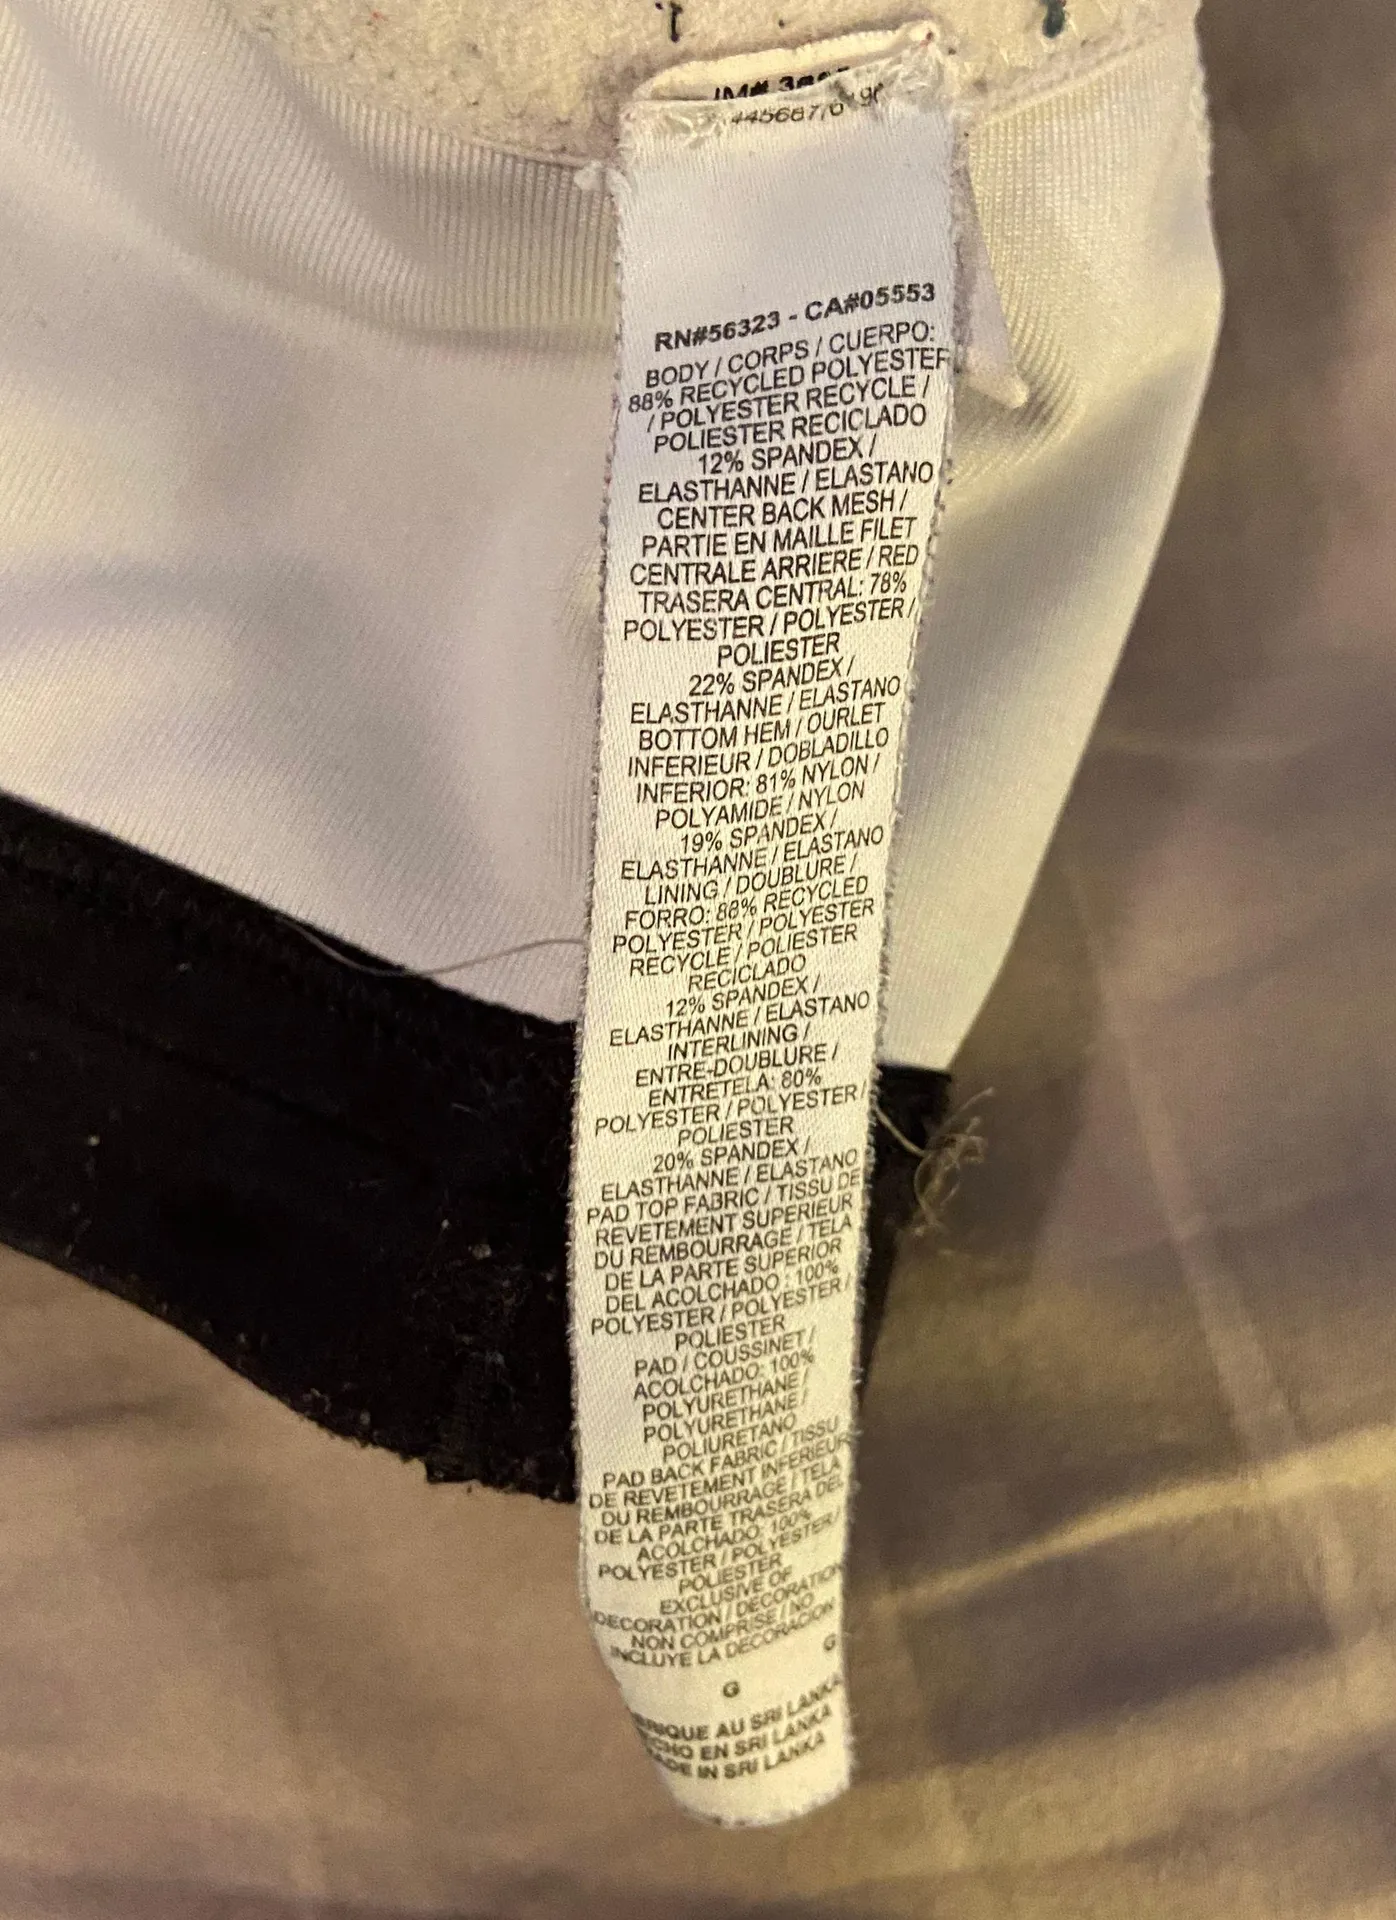 RN#56323 - CA#05553
BODY / CORPS / CUERPO:
88% RECYCLED POLYESTER
/ POLYESTER RECYCLE /
POLIESTER RECICLADO
12% SPANDEX /
ELASTHANNE / ELASTANO
CENTER BACK MESH /
PARTIE EN MAILLE FILET
CENTRALE ARRIERE / RED
TRASERA CENTRAL: 78%
POLYESTER / POLYESTER /
POLIESTER
22% SPANDEX /
ELASTHANNE / ELASTANO
BOTTOM HEM / OURLET
INFERIEUR / DOBLADILLO
INFERIOR: 81% NYLON /
POLYAMIDE / NYLON
19% SPANDEX /
ELASTHANNE / ELASTANO
LINING / DOUBLURE /
FORRO: 88% RECYCLED
POLYESTER / POLYESTER
RECYCLE / POLIESTER
RECICLADO
12% SPANDEX /
ELASTHANNE / ELASTANO
INTERLINING /
ENTRE-DOUBLURE /
ENTRETELA: 80%
POLYESTER / POLYESTER /
POLIESTER
20% SPANDEX /
ELASTHANNE / ELASTANO
PAD TOP FABRIC / TISSU DE
REVETEMENT SUPERIEUR
DU REMBOURRAGE / TELA
DE LA PARTE SUPERIOR
DEL ACOLCHADO : 100%
POLYESTER / POLYESTER /
POLIESTER
PAD / COUSSINET /
ACOLCHADO: 100%
POLYURETHANE /
POLYURETHANE /
POLIURETANO
PAD BACK FABRIC / TISSU
DE REVETEMENT INFERIEUR
DU REMBOURRAGE / TELA
DE LA PARTE TRASERA DEL
ACOLCHADO: 100%
POLYESTER / POLYESTER /
POLIESTER
EXCLUSIVE OF
DECORATION / DECORATION
NON COMPRISE / NO
INCLUYE LA DECORACION
G
G
AU SRI LANKA
EN SRI LANKA
IN SRI LANKA